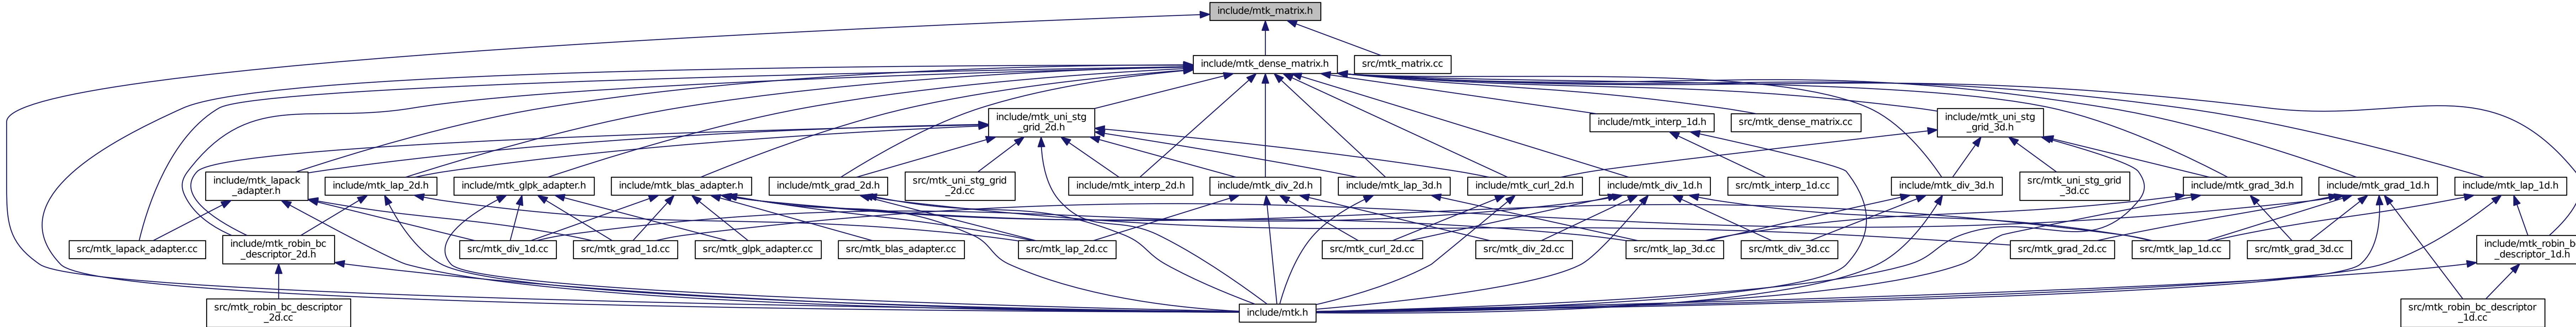 include/mtk_matrix.h
include/mtk_dense_matrix.h
src/mtk_matrix.cc
include/mtk_uni_stg
_grid_2d.h
include/mtk_interp_1d.h
src/mtk_dense_matrix.cc
include/mtk_uni_stg
_grid_3d.h
include/mtk_lapack
_adapter.h
include/mtk_lap_2d.h
include/mtk_glpk_adapter.h
include/mtk_blas_adapter.h
include/mtk_grad_2d.h
src/mtk_uni_stg_grid
_2d.cc
include/mtk_interp_2d.h
include/mtk_div_2d.h
include/mtk_lap_3d.h
include/mtk_curl_2d.h
include/mtk_div_1d.h
src/mtk_interp_1d.cc
include/mtk_div_3d.h
src/mtk_uni_stg_grid
_3d.cc
include/mtk_grad_3d.h
include/mtk_grad_1d.h
include/mtk_lap_1d.h
src/mtk_lapack_adapter.cc
include/mtk_robin_bc
_descriptor_2d.h
src/mtk_div_1d.cc
src/mtk_grad_1d.cc
src/mtk_glpk_adapter.cc
src/mtk_blas_adapter.cc
src/mtk_lap_2d.cc
src/mtk_curl_2d.cc
src/mtk_div_2d.cc
src/mtk_lap_3d.cc
src/mtk_div_3d.cc
src/mtk_grad_2d.cc
src/mtk_lap_1d.cc
src/mtk_grad_3d.cc
include/mtk_robin_b
_descriptor_1d.h
src/mtk_robin_bc_descriptor
_2d.cc
include/mtk.h
src/mtk_robin_bc_descriptor
_1d.cc